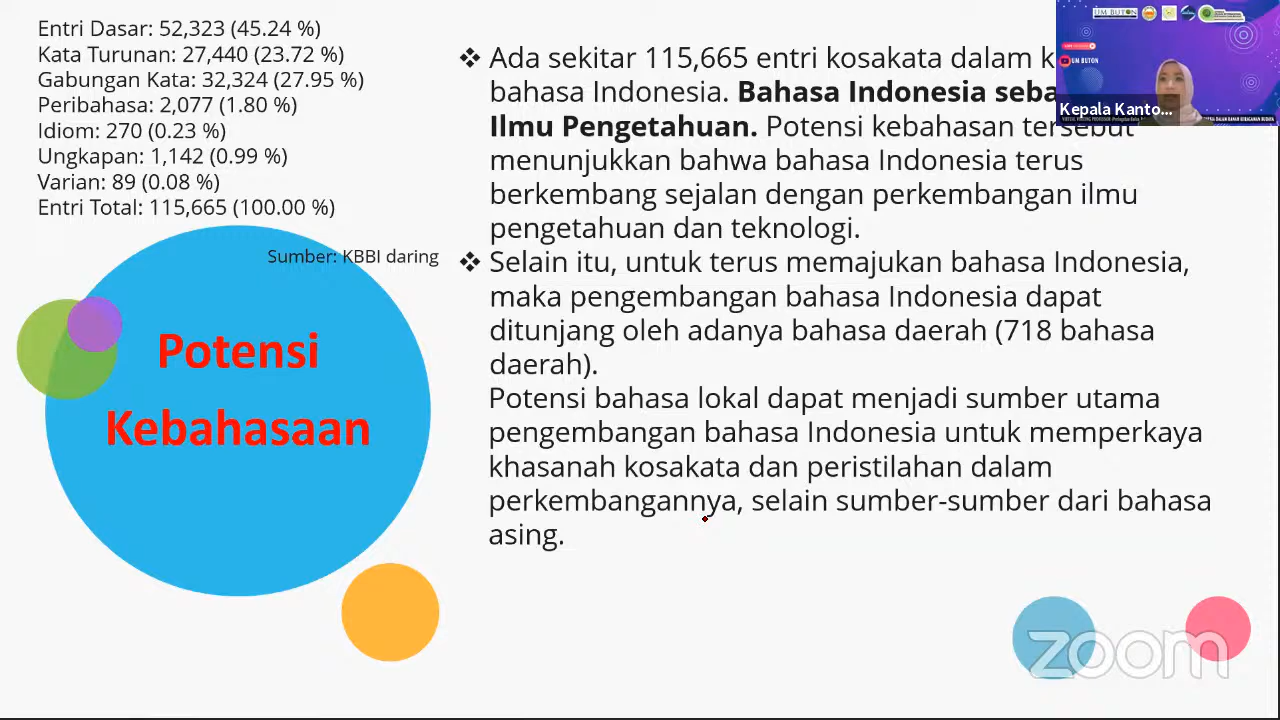 Entri Dasar: 52,323 (45.24 %)
Kata Turunan: 27,440 (23.72 %)
Gabungan Kata: 32,324 (27.95 %)
Peribahasa: 2,077 (1.80 %)
Idiom: 270 (0.23 %)
Ungkapan: 1,142 (0.99 %)
Varian: 89 (0.08 %)
Entri Total: 115,665 (100.00 %)
Sumber: KBBI daring
Potensi
Kebahasaan
❖ Ada sekitar 115,665 entri kosakata dalam
bahasa Indonesia. Bahasa Indonesia
Ilmu Pengetahuan. Potensi kebahasan tersebut
menunjukkan bahwa bahasa Indonesia terus
berkembang sejalan dengan perkembangan ilmu
pengetahuan dan teknologi.
❖ Selain itu, untuk terus memajukan bahasa Indonesia,
maka pengembangan bahasa Indonesia dapat
ditunjang oleh adanya bahasa daerah (718 bahasa
daerah).
Potensi bahasa lokal dapat menjadi sumber utama
pengembangan bahasa Indonesia untuk memperkaya
khasanah kosakata dan peristilahan dalam
perkembangannya, selain sumber-sumber dari bahasa
asing.
UM BUTON
UM BUTON
Kepala Kanto...
zoom